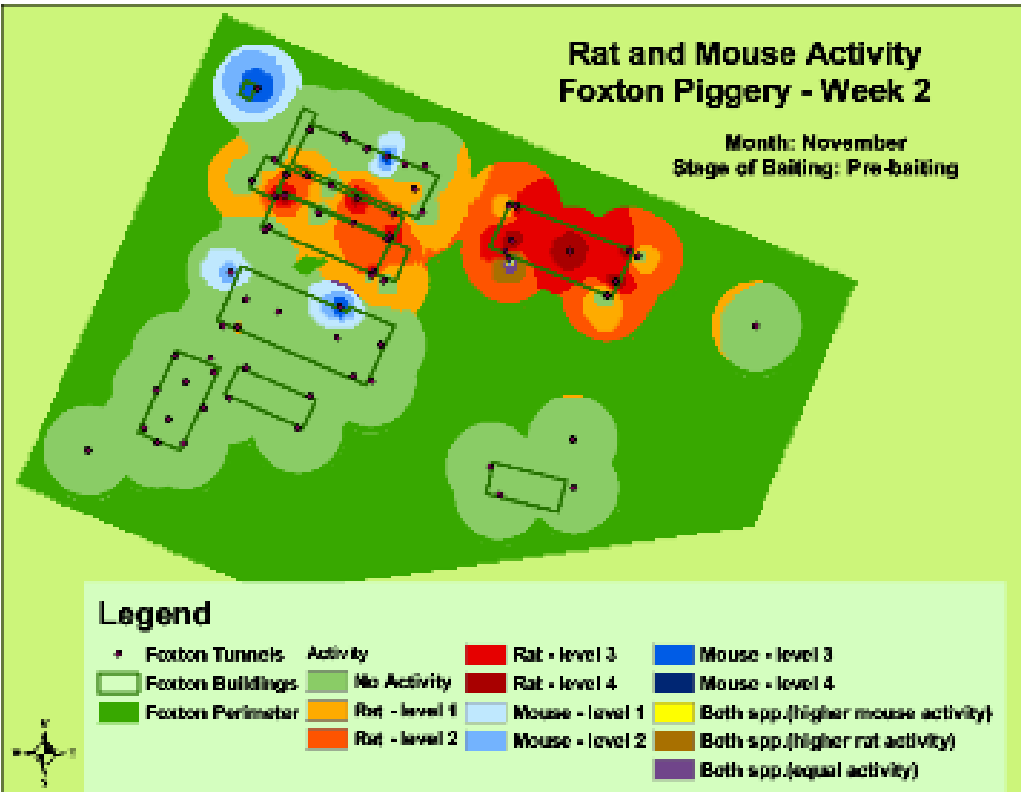 Rat and Mouse Activity
Foxton Piggery - Week 2
Month: November
Stage of Baiting: Pre-baiting
Legend
Foxton Tunnels
Foxton Buildings
Foxton Perimeter
Activity
No Activity
Rat - level 1
Rat - level 2
Rat - level 3
Rat - level 4
Mouse - level 1
Mouse - level 2
Mouse - level 3
Mouse - level 4
Both spp.(higher mouse activity)
Both spp.(higher rat activity)
Both spp.(equal activity)